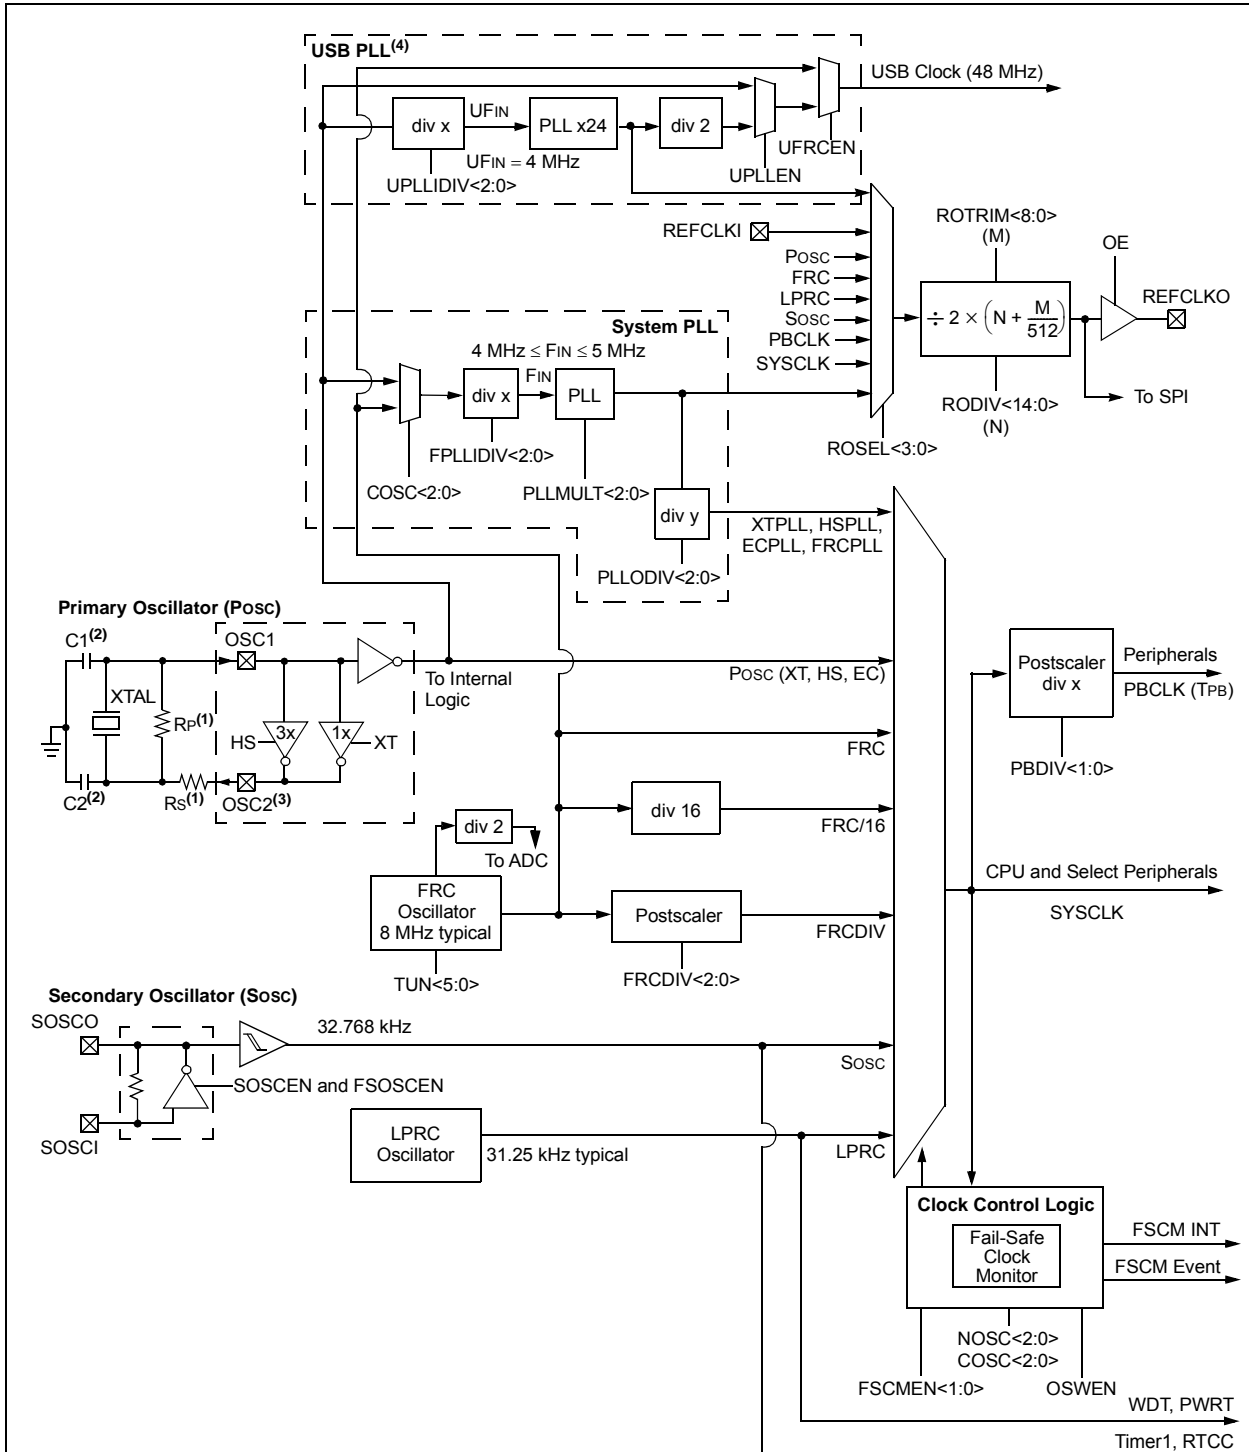 USB PLL(4)
USB Clock (48 MHz)
div x
UFIN
PLL x24
div 2
UFIN = 4 MHz
UFRCEN
UPLLEN
UPLLIDIV<2:0>
REFCLKI
POSC
FRC
LPRC
SOSC
PBCLK
SYSCLK
ROTRIM<8:0>
(M)
OE
REFCLKO
÷ 2 × (N + M/512)
To SPI
RODIV<14:0>
(N)
ROSEL<3:0>
System PLL
4 MHz ≤ FIN ≤ 5 MHz
FIN
div x
PLL
FPLLIDIV<2:0>
COSC<2:0>
PLLMULT<2:0>
div y
XTPLL, HSPLL,
ECPLL, FRCPLL
PLLODIV<2:0>
Primary Oscillator (POSC)
C1(2)
OSC1
XTAL
RP(1)
3x
1x
HS
XT
C2(2)
RS(1)
OSC2(3)
To Internal
Logic
POSC (XT, HS, EC)
Postscaler
div x
Peripherals
PBCLK (TPB)
PBDIV<1:0>
FRC
div 16
FRC/16
div 2
To ADC
FRC
Oscillator
8 MHz typical
TUN<5:0>
Postscaler
FRCDIV
FRCDIV<2:0>
CPU and Select Peripherals
SYSCLK
Secondary Oscillator (SOSC)
SOSCO
32.768 kHz
SOSC
SOSCEN and FSOSCEN
SOSCI
LPRC
Oscillator
31.25 kHz typical
LPRC
Clock Control Logic
Fail-Safe
Clock
Monitor
FSCM INT
FSCM Event
NOSC<2:0>
COSC<2:0>
FSCMEN<1:0>
OSWEN
WDT, PWRT
Timer1, RTCC